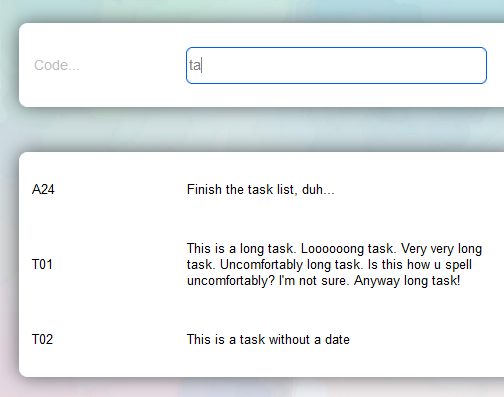 Code...
ta
A24
Finish the task list, duh...
This is a long task. Loooooong task. Very very long
T01
task. Uncomfortably long task. Is this how u spell
uncomfortably? I'm not sure. Anyway long task!
T02
This is a task without a date